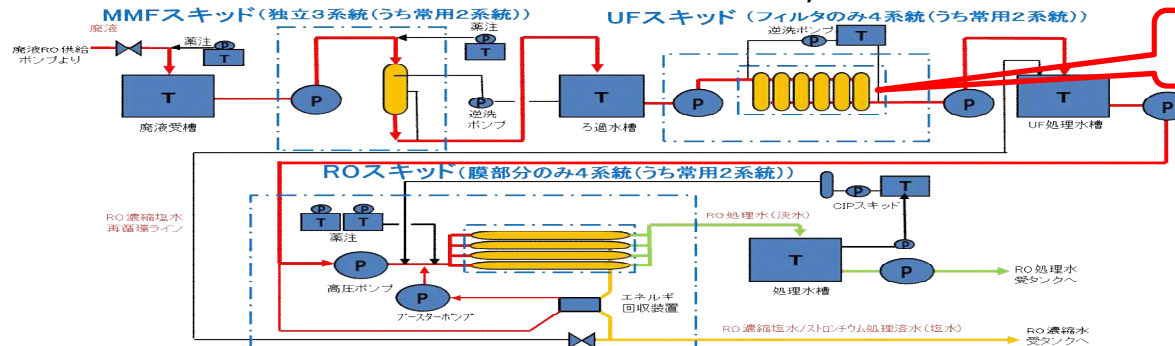 MMFスキッド(独立3系統(うち常用2系統))
UFスキッド(フィルタのみ4系統(うち常用2系統))
廃液
廃液RO供給
ポンプより
薬注
P
T
T
廃液受槽
P
薬注
P
T
P
逆洗
ポンプ
T
ろ過水槽
P
逆洗ポンプ
P
T
P
T
UF処理水槽
P
ROスキッド(膜部分のみ4系統(うち常用2系統))
RO濃縮塩水
再循環ライン
P
P
T
T
薬注
P
高圧ポンプ
P
ブースターポンプ
エネルギ
回収装置
P
T
CIPスキッド
P
RO処理水(淡水)
T
処理水槽
P
RO処理水
受タンクへ
RO濃縮塩水/ストロンチウム処理済水(塩水)
RO濃縮水
受タンクへ